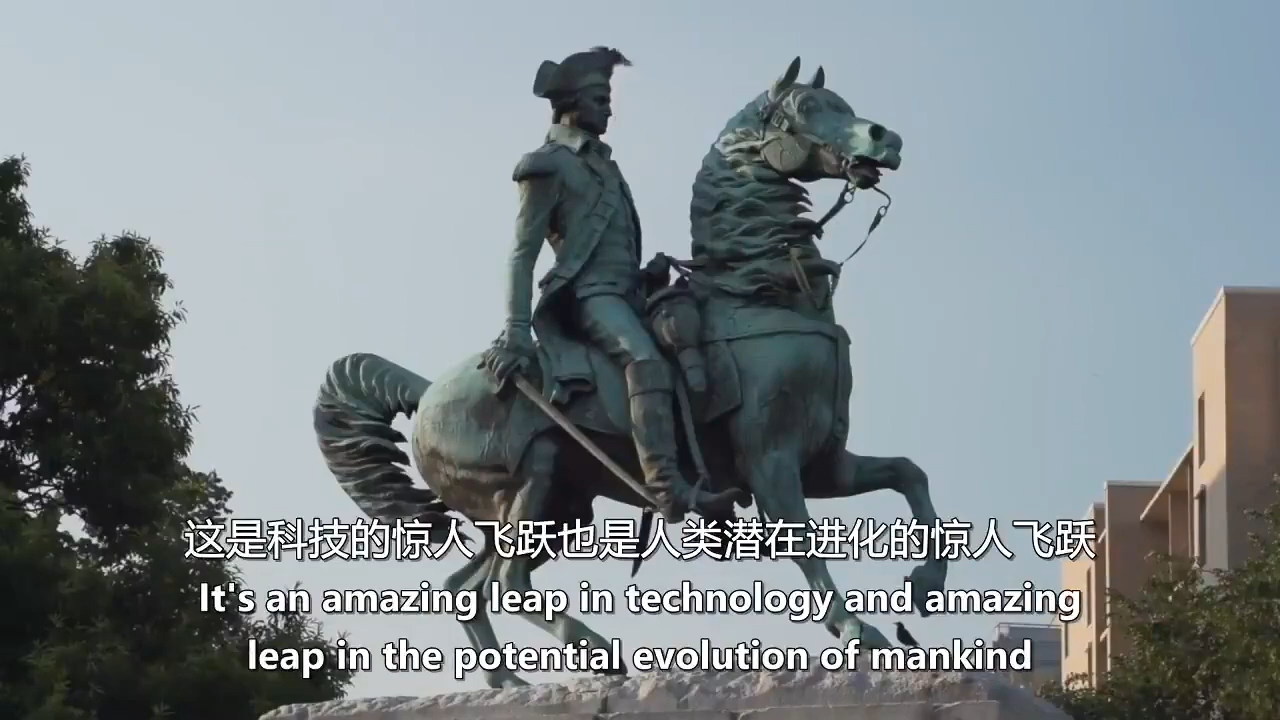 这是科技的惊人飞跃也是人类潜在进化的惊人飞跃
It's an amazing leap in technology and amazing
leap in the potential evolution of mankind